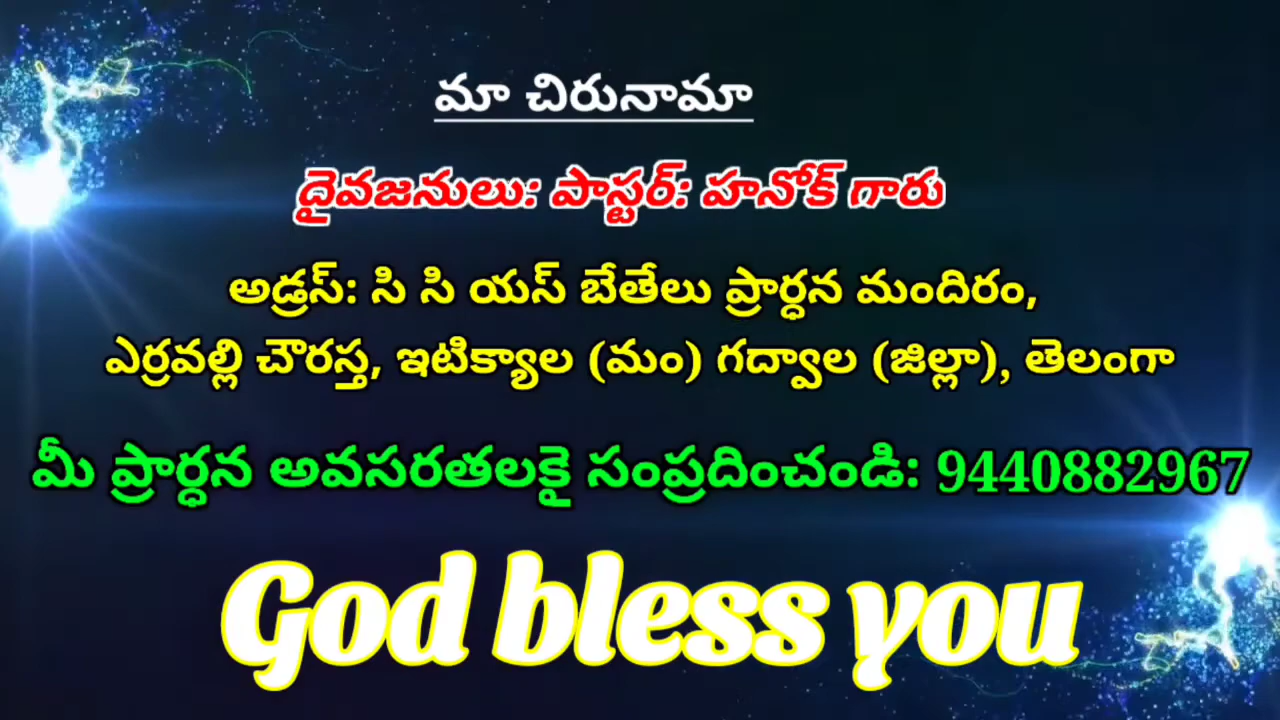 మా చిరునామా
దైవజనులు: పాస్టర్: హనోక్ గారు
అడ్రస్: సి సి యస్ బేతేలు ప్రార్ధన మందిరం,
ఎర్రవల్లి చౌరస్త, ఇటిక్యాల (మం) గద్వాల (జిల్లా), తెలంగా
మీ ప్రార్ధన అవసరతలకై సంప్రదించండి: 9440882967
God bless you